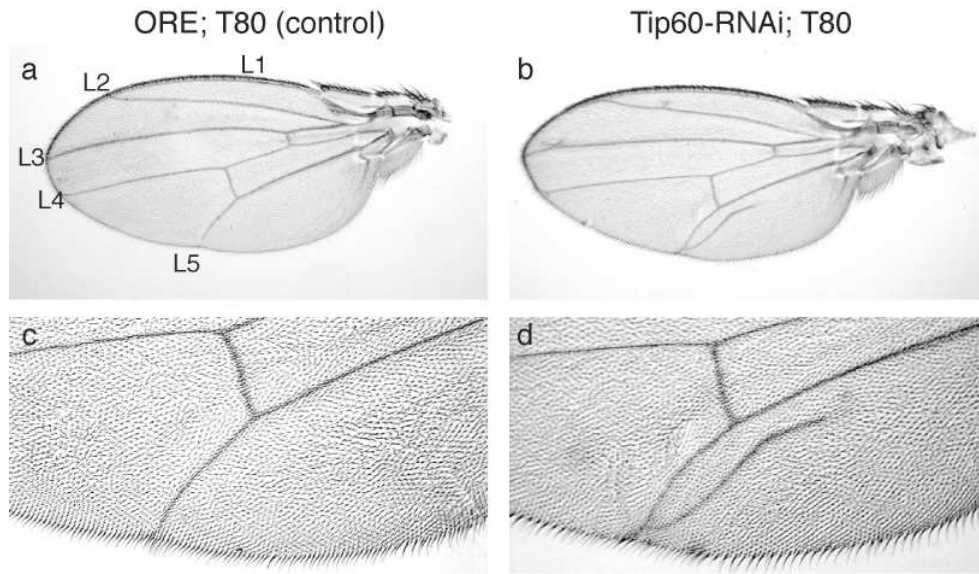 ORE; T80 (control)
Tip60-RNAi; T80
a
L1
L2
L3
L4
L5
b
c
d